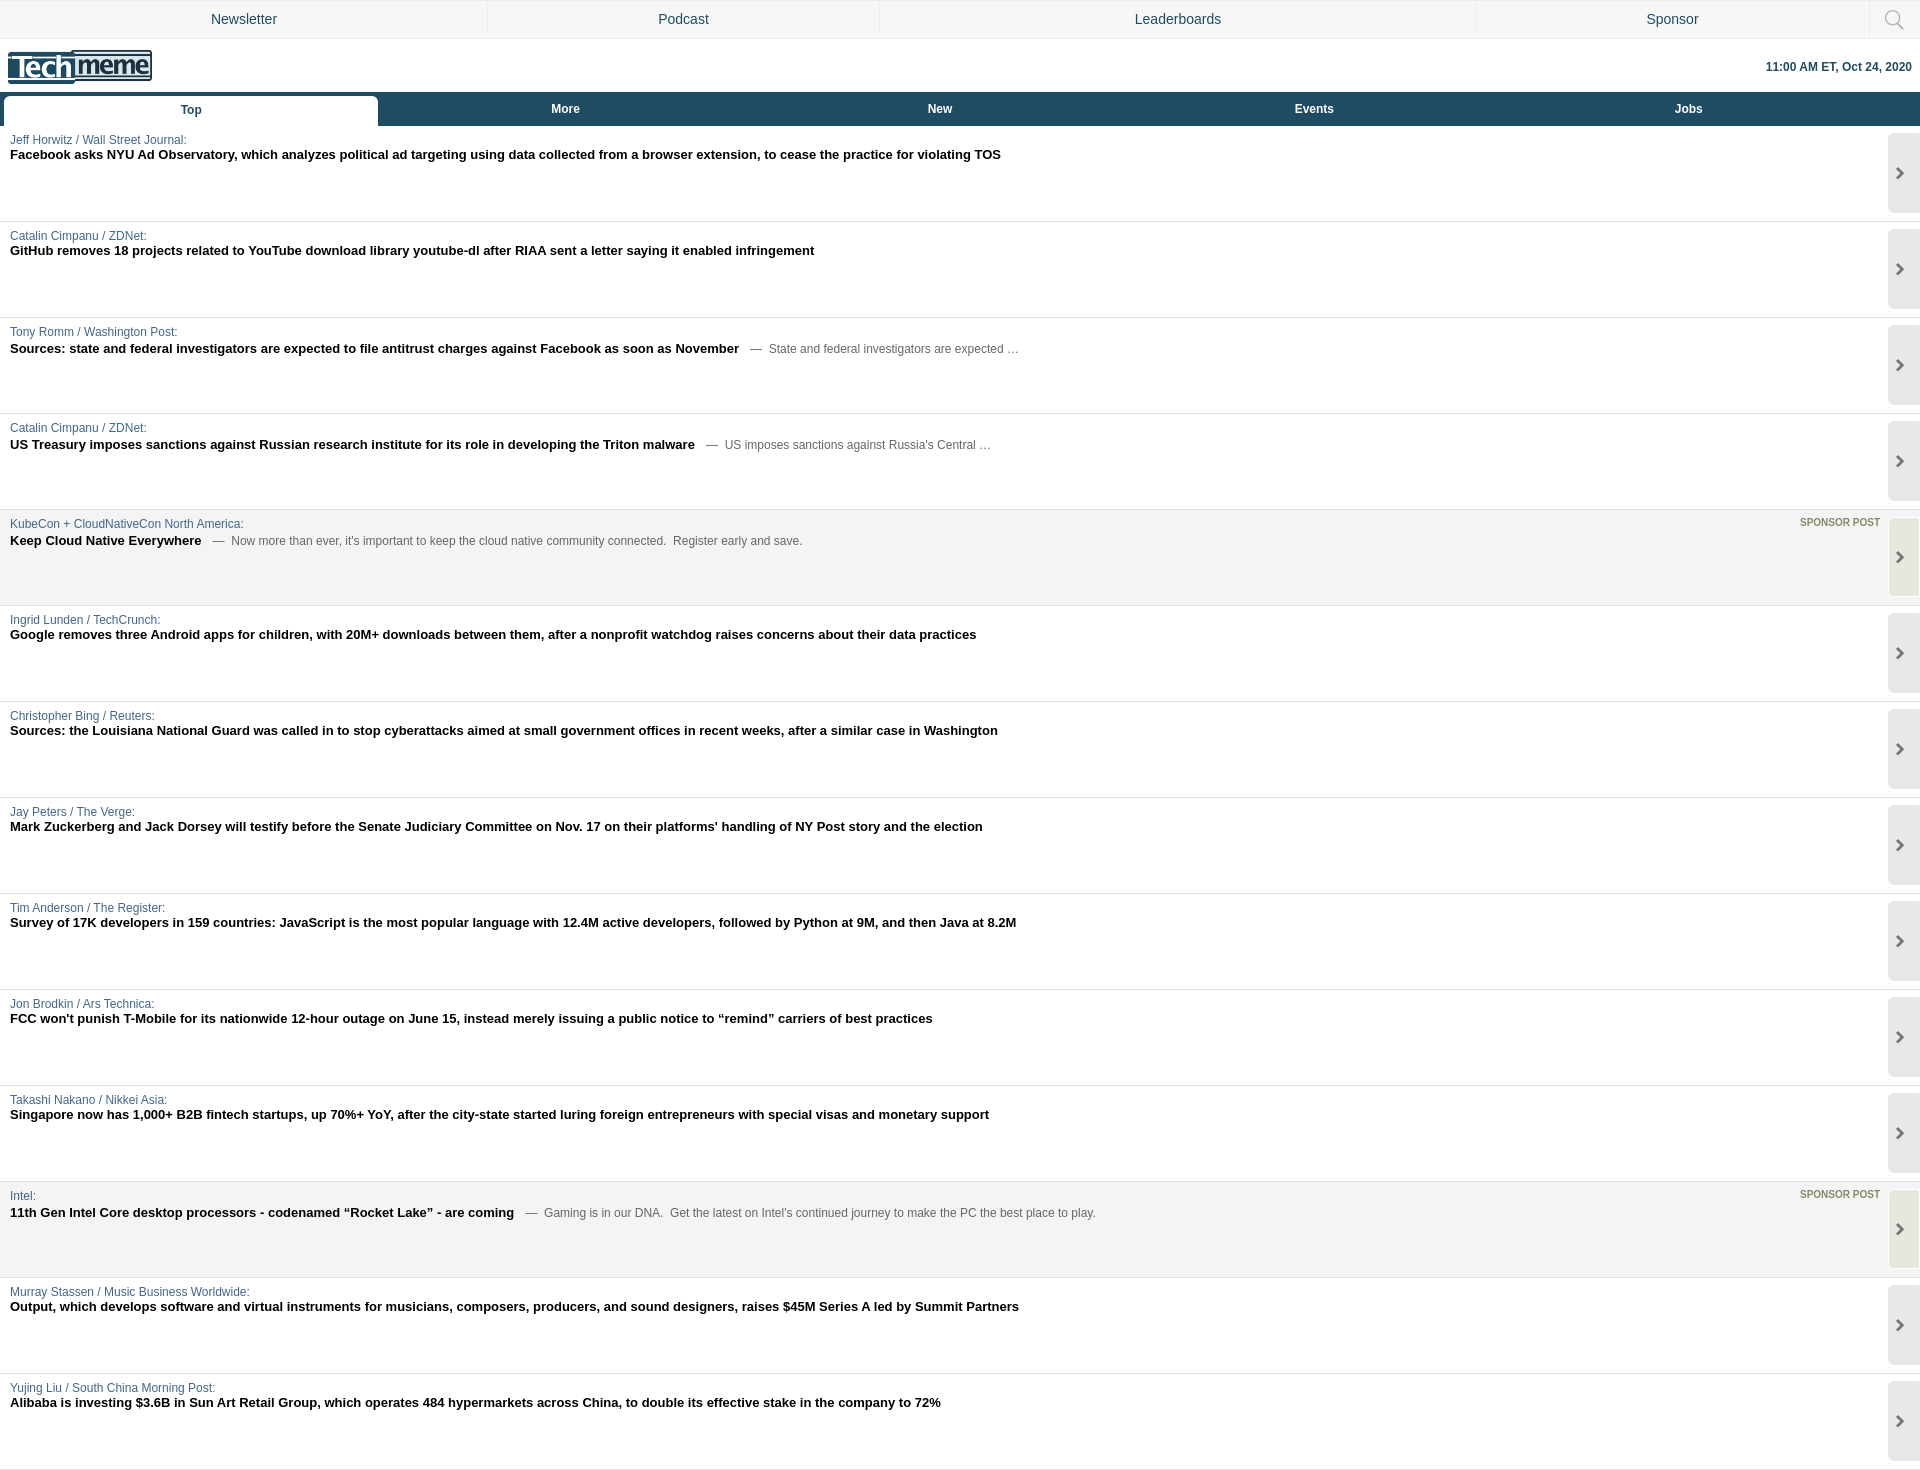 Newsletter
Podcast
Leaderboards
Sponsor
Techmeme
11:00 AM ET, Oct 24, 2020
Top
More
New
Events
Jobs
Jeff Horwitz / Wall Street Journal:
Facebook asks NYU Ad Observatory, which analyzes political ad targeting using data collected from a browser extension, to cease the practice for violating TOS
Catalin Cimpanu / ZDNet:
GitHub removes 18 projects related to YouTube download library youtube-dl after RIAA sent a letter saying it enabled infringement
Tony Romm / Washington Post:
Sources: state and federal investigators are expected to file antitrust charges against Facebook as soon as November — State and federal investigators are expected …
Catalin Cimpanu / ZDNet:
US Treasury imposes sanctions against Russian research institute for its role in developing the Triton malware — US imposes sanctions against Russia's Central …
KubeCon + CloudNativeCon North America:
SPONSOR POST
Keep Cloud Native Everywhere — Now more than ever, it's important to keep the cloud native community connected. Register early and save.
Ingrid Lunden / TechCrunch:
Google removes three Android apps for children, with 20M+ downloads between them, after a nonprofit watchdog raises concerns about their data practices
Christopher Bing / Reuters:
Sources: the Louisiana National Guard was called in to stop cyberattacks aimed at small government offices in recent weeks, after a similar case in Washington
Jay Peters / The Verge:
Mark Zuckerberg and Jack Dorsey will testify before the Senate Judiciary Committee on Nov. 17 on their platforms' handling of NY Post story and the election
Tim Anderson / The Register:
Survey of 17K developers in 159 countries: JavaScript is the most popular language with 12.4M active developers, followed by Python at 9M, and then Java at 8.2M
Jon Brodkin / Ars Technica:
FCC won't punish T-Mobile for its nationwide 12-hour outage on June 15, instead merely issuing a public notice to “remind” carriers of best practices
Takashi Nakano / Nikkei Asia:
Singapore now has 1,000+ B2B fintech startups, up 70%+ YoY, after the city-state started luring foreign entrepreneurs with special visas and monetary support
Intel:
SPONSOR POST
11th Gen Intel Core desktop processors - codenamed “Rocket Lake” - are coming — Gaming is in our DNA. Get the latest on Intel's continued journey to make the PC the best place to play.
Murray Stassen / Music Business Worldwide:
Output, which develops software and virtual instruments for musicians, composers, producers, and sound designers, raises $45M Series A led by Summit Partners
Yujing Liu / South China Morning Post:
Alibaba is investing $3.6B in Sun Art Retail Group, which operates 484 hypermarkets across China, to double its effective stake in the company to 72%